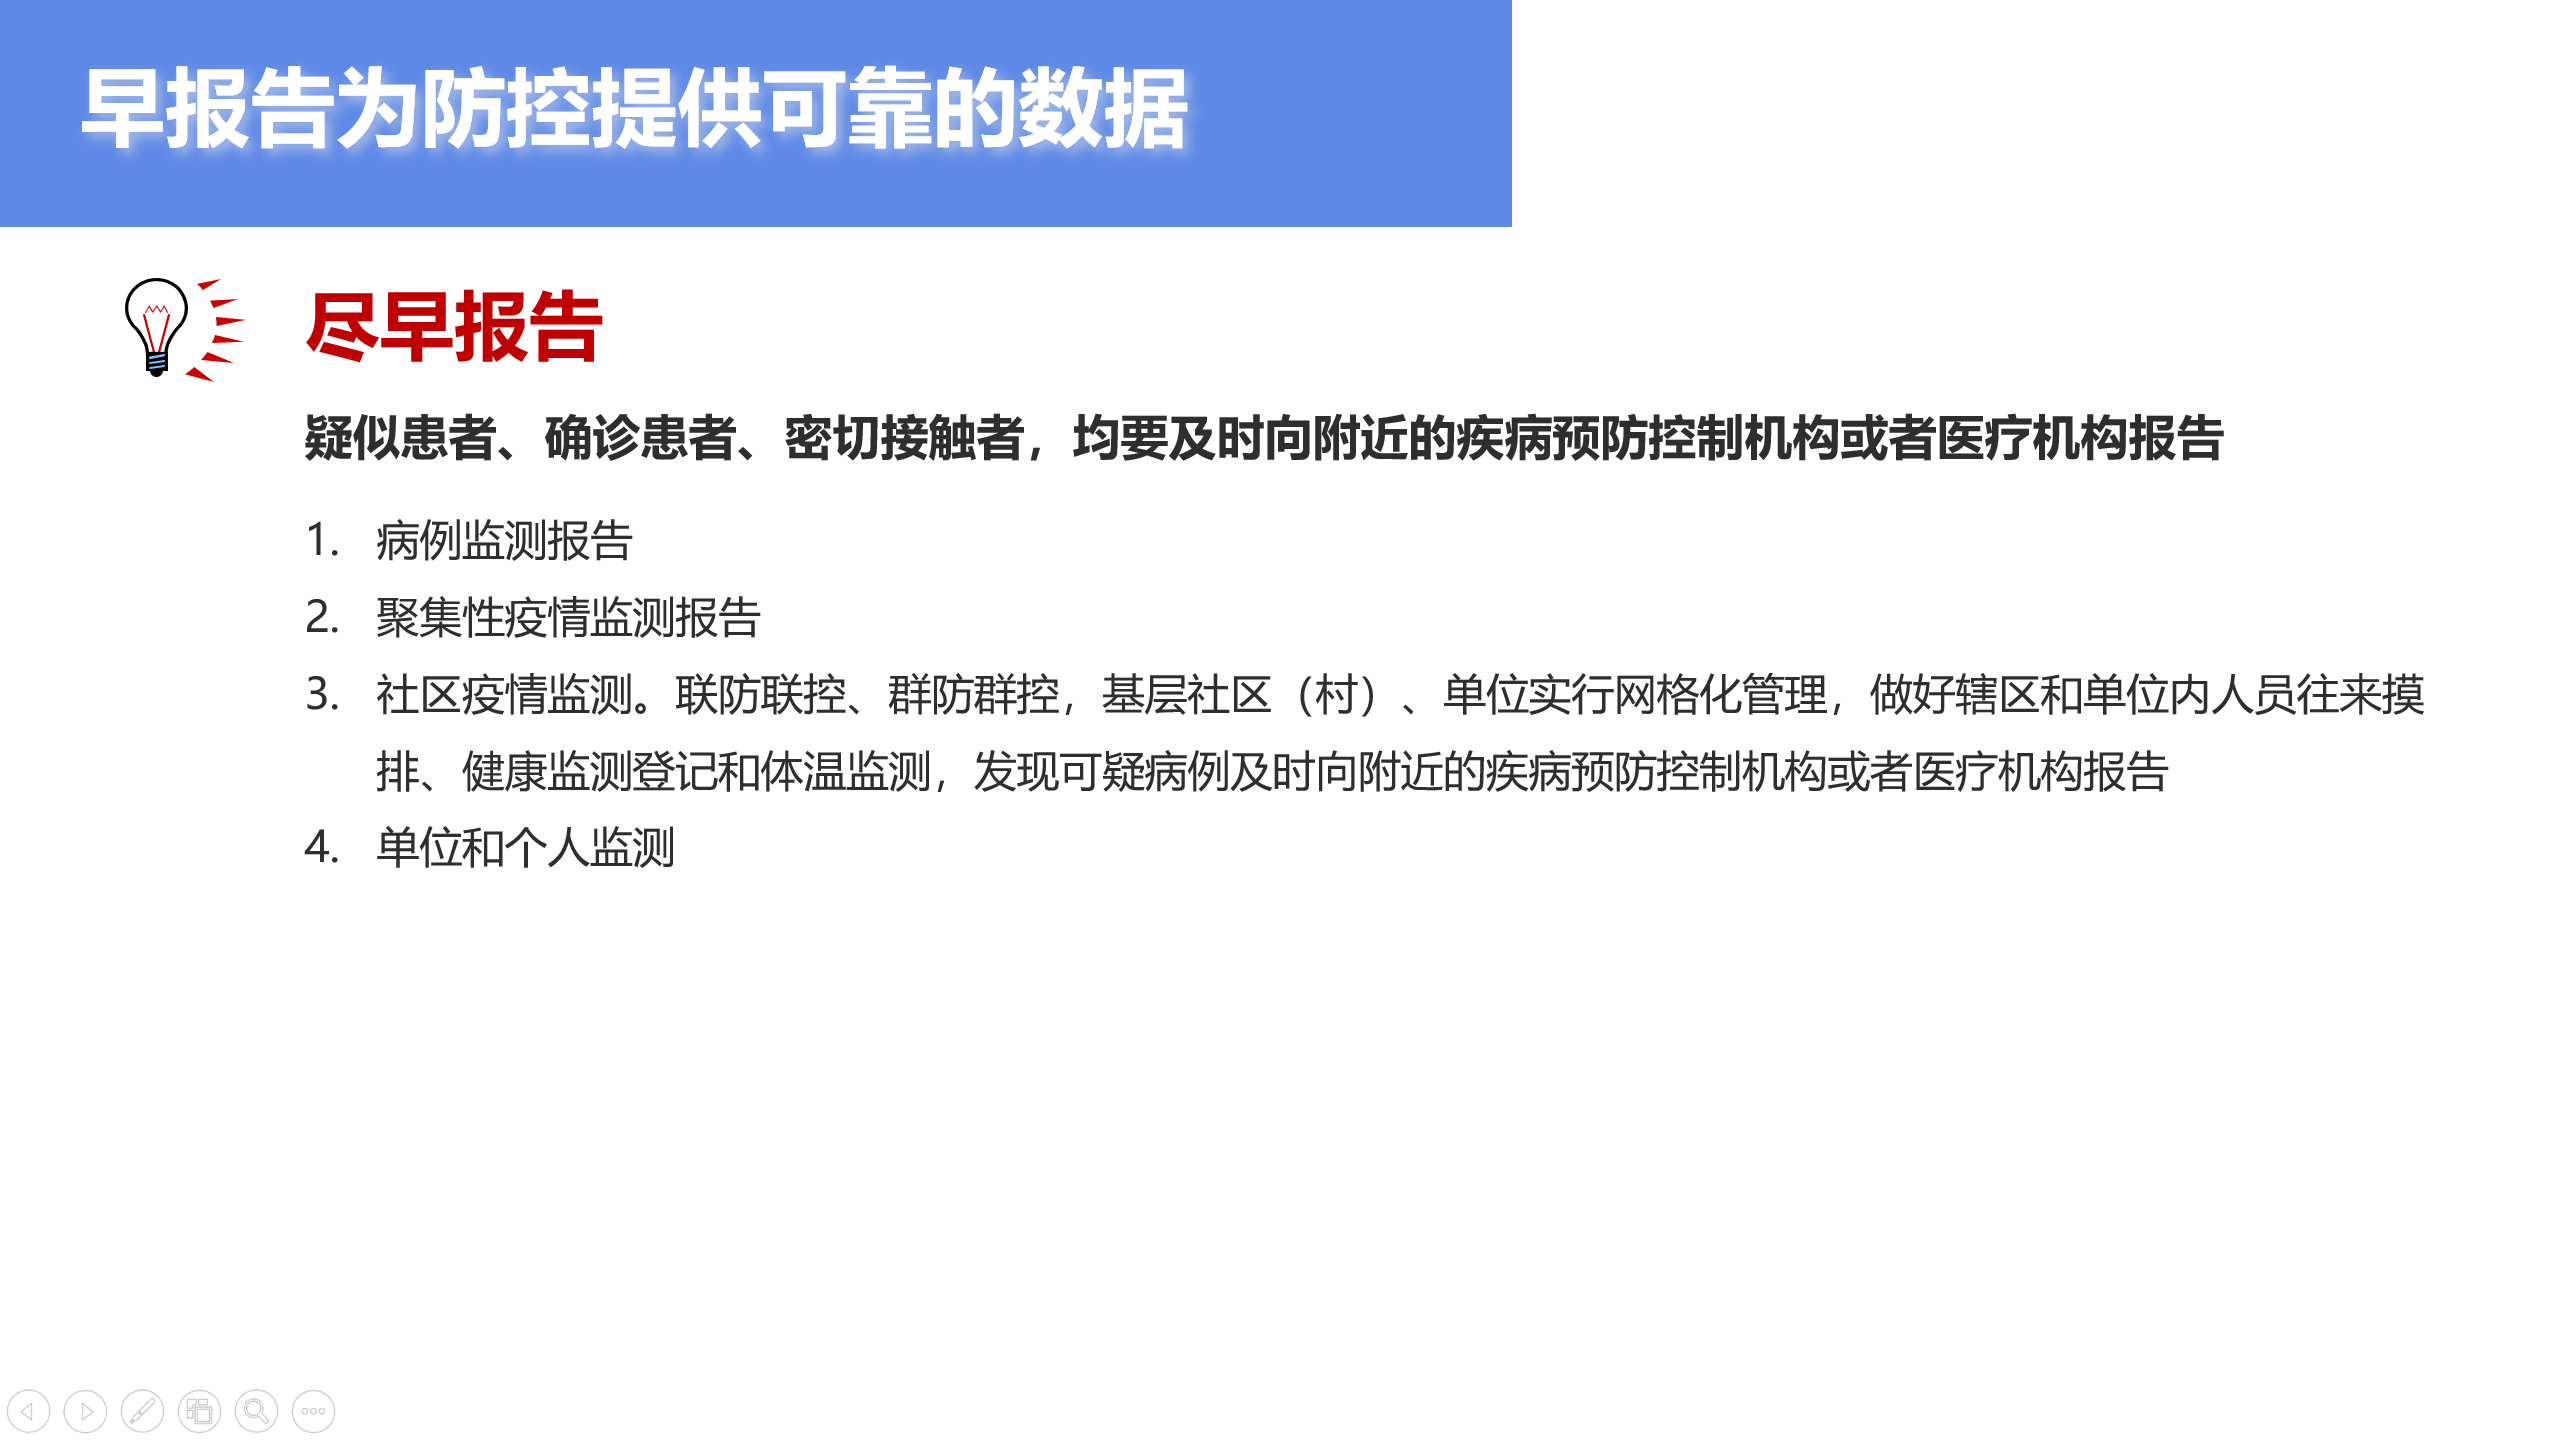 早报告为防控提供可靠的数据
尽早报告
疑似患者、确诊患者、密切接触者，均要及时向附近的疾病预防控制机构或者医疗机构报告
1. 病例监测报告
2. 聚集性疫情监测报告
3. 社区疫情监测。联防联控、群防群控，基层社区（村）、单位实行网格化管理，做好辖区和单位内人员往来摸
排、健康监测登记和体温监测，发现可疑病例及时向附近的疾病预防控制机构或者医疗机构报告
4. 单位和个人监测